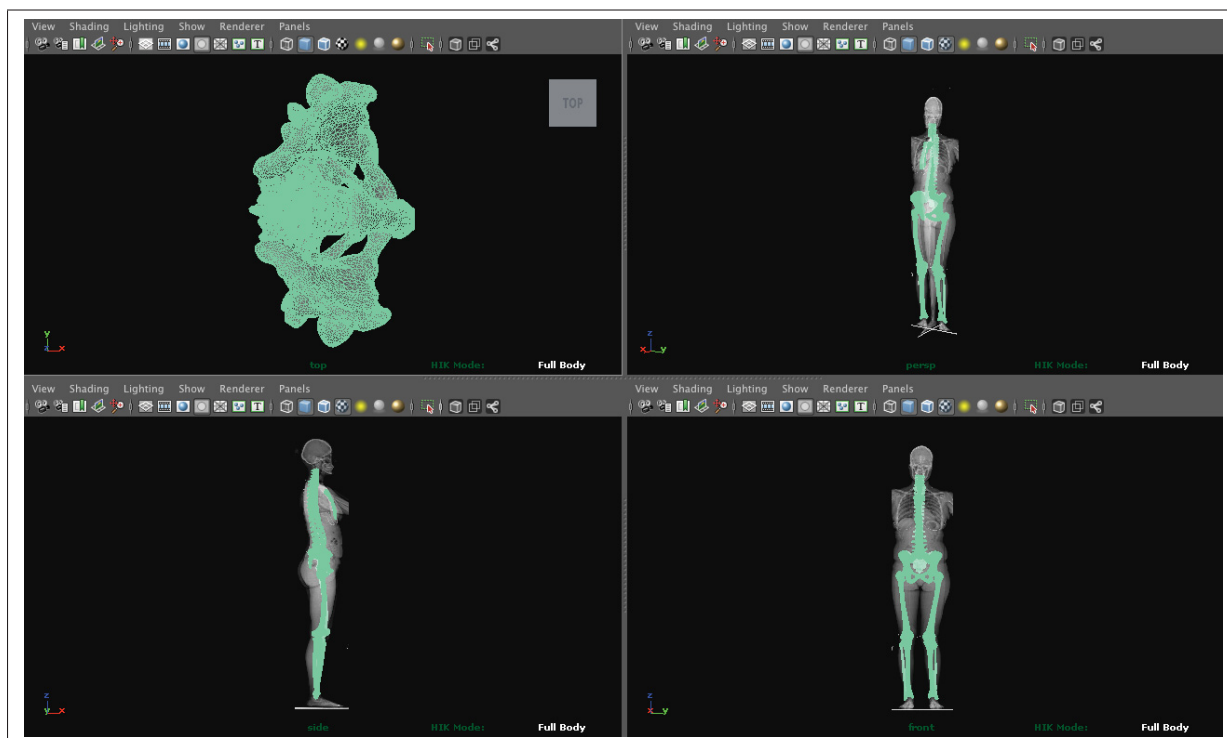 View Shading Lighting Show Renderer Panels
View Shading Lighting Show Renderer Panels
T
T
TOP
y
x
top HIK Mode: Full Body
z
x y
persp HIK Mode: Full Body
View Shading Lighting Show Renderer Panels
View Shading Lighting Show Renderer Panels
T
T
z
y x
side HIK Mode: Full Body
z
x y
front HIK Mode: Full Body